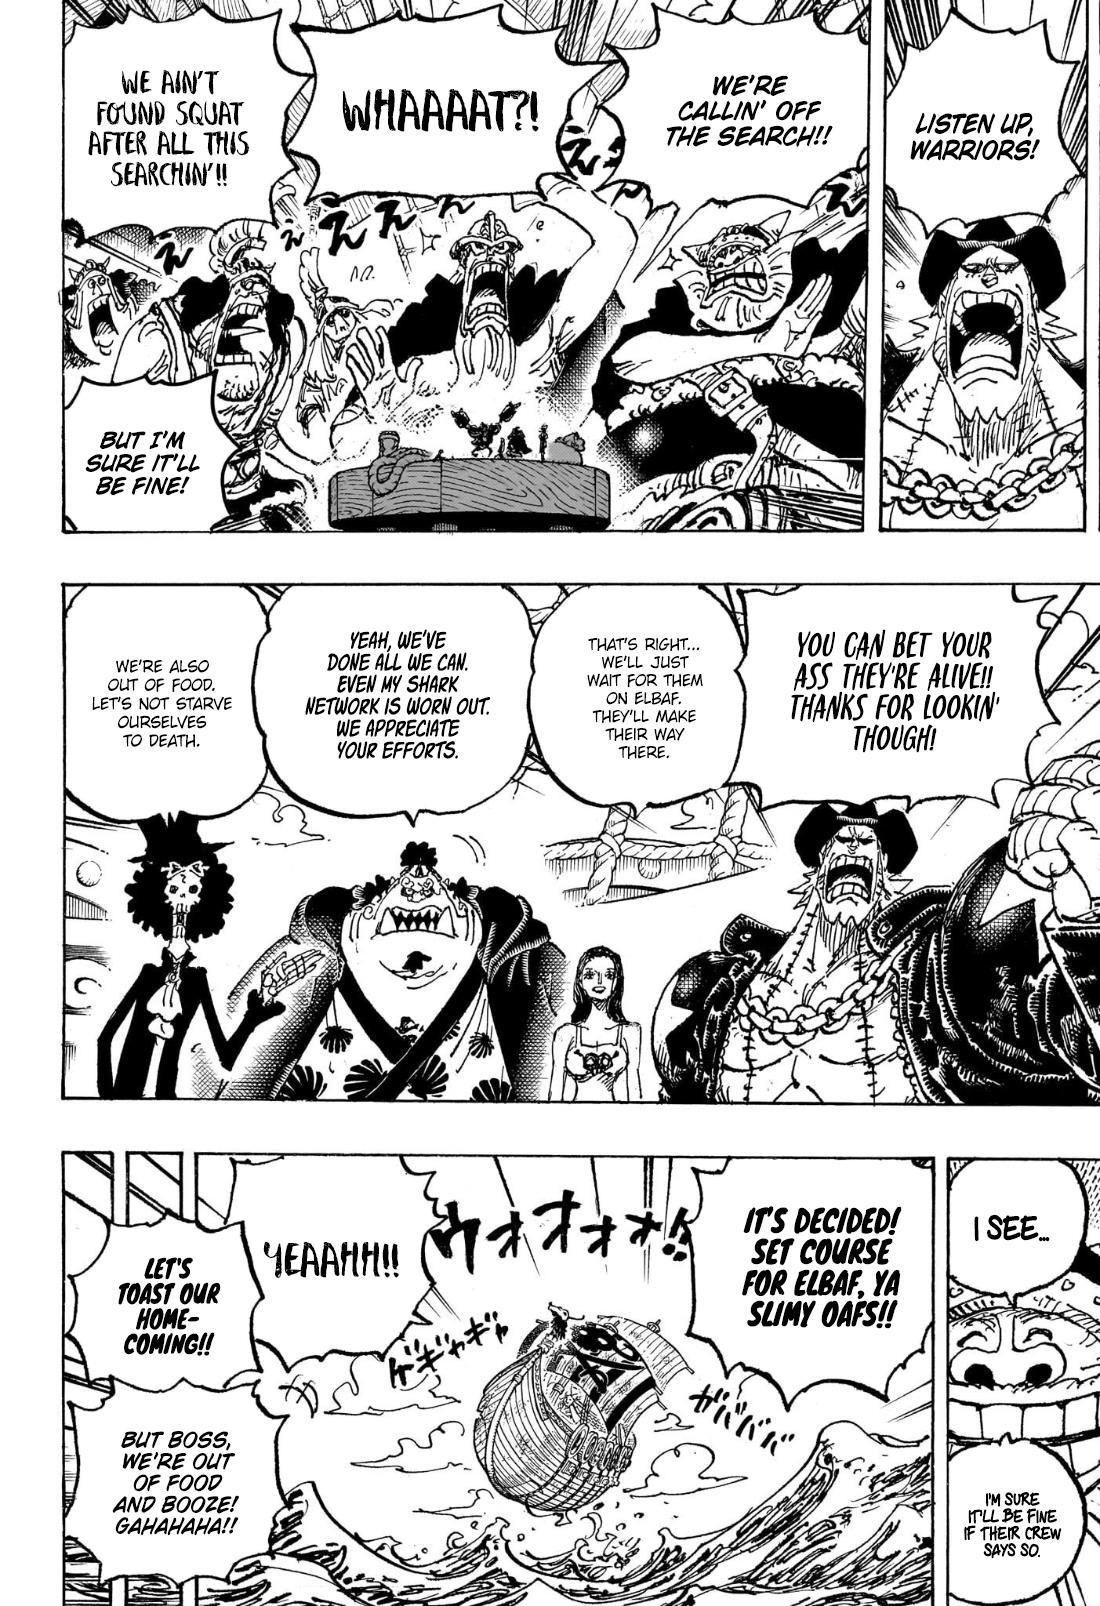 LISTEN UP,
WARRIORS!
WE'RE
CALLIN' OFF
THE SEARCH!!
WHAAAAT?!
WE AIN'T
FOUND SQUAT
AFTER ALL THIS
SEARCHIN'!!
BUT I'M
SURE IT'LL
BE FINE!
YOU CAN BET YOUR
ASS THEY'RE ALIVE!!
THANKS FOR LOOKIN'
THOUGH!
THAT'S RIGHT...
WE'LL JUST
WAIT FOR THEM
ON ELBAF.
THEY'LL MAKE
THEIR WAY
THERE.
YEAH, WE'VE
DONE ALL WE CAN.
EVEN MY SHARK
NETWORK IS WORN OUT.
WE APPRECIATE
YOUR EFFORTS.
WE'RE ALSO
OUT OF FOOD.
LET'S NOT STARVE
OURSELVES
TO DEATH.
I SEE...
I'M SURE
IT'LL BE FINE
IF THEIR CREW
SAYS SO.
IT'S DECIDED!
SET COURSE
FOR ELBAF, YA
SLIMY OAFS!!
ウオオオオ!!
YEAAHH!!
LET'S
TOAST OUR
HOME-
COMING!!
BUT BOSS,
WE'RE OUT
OF FOOD
AND BOOZE!
GAHAHAHA!!